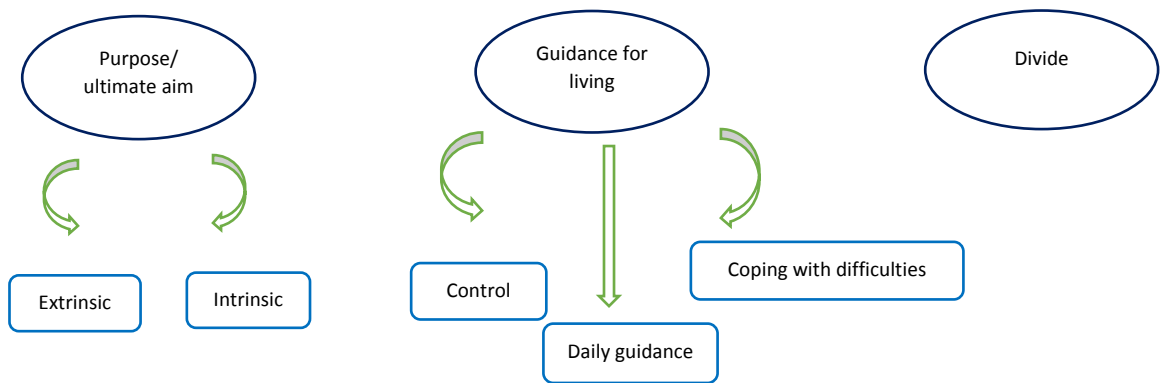 Purpose/
ultimate aim
Guidance for
living
Divide
Extrinsic
Intrinsic
Control
Coping with difficulties
Daily guidance